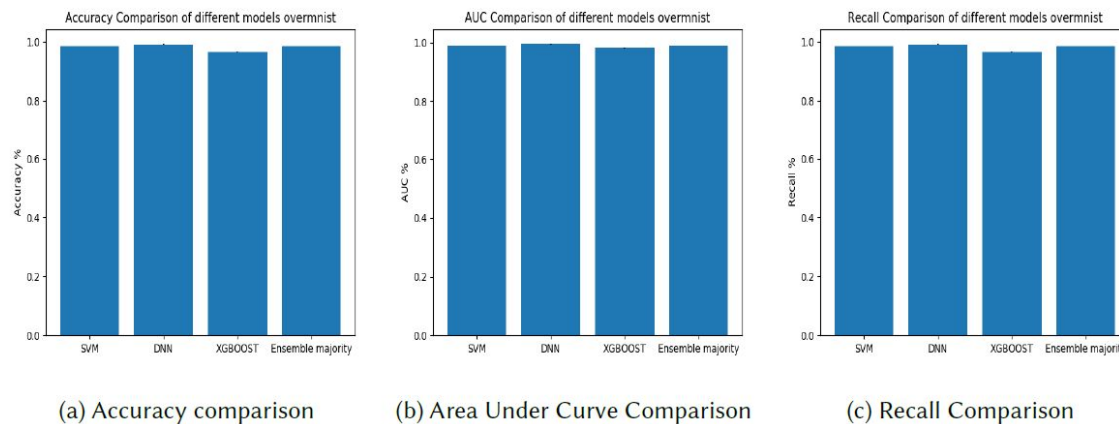 Accuracy Comparison of different models overmnist
Accuracy %
1.0
0.8
0.6
0.4
0.2
0.0
SVM DNN XGBOOST Ensemble majority
(a) Accuracy comparison
AUC Comparison of different models overmnist
AUC %
1.0
0.8
0.6
0.4
0.2
0.0
SVM DNN XGBOOST Ensemble majority
(b) Area Under Curve Comparison
Recall Comparison of different models overmnist
Recall %
1.0
0.8
0.6
0.4
0.2
0.0
SVM DNN XGBOOST Ensemble majority
(c) Recall Comparison